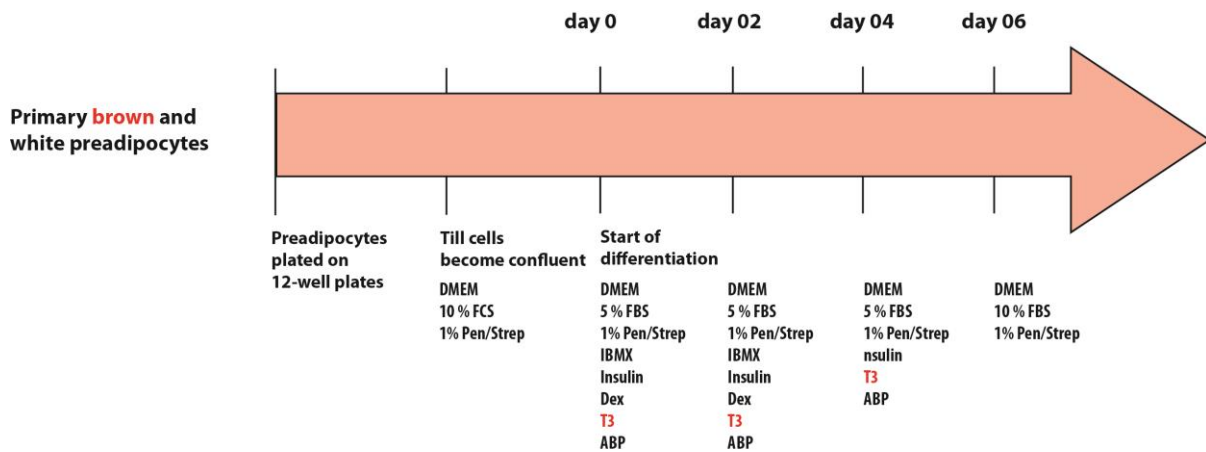 day 0
day 02
day 04
day 06
Primary brown and
white preadipocytes
Preadipocytes
plated on
12-well plates
Till cells
become confluent
DMEM
10 % FCS
1% Pen/Strep
Start of
differentiation
DMEM
5 % FBS
1% Pen/Strep
IBMX
Insulin
Dex
T3
ABP
DMEM
5 % FBS
1% Pen/Strep
IBMX
Insulin
Dex
T3
ABP
DMEM
5 % FBS
1% Pen/Strep
nsulin
T3
ABP
DMEM
10 % FBS
1% Pen/Strep